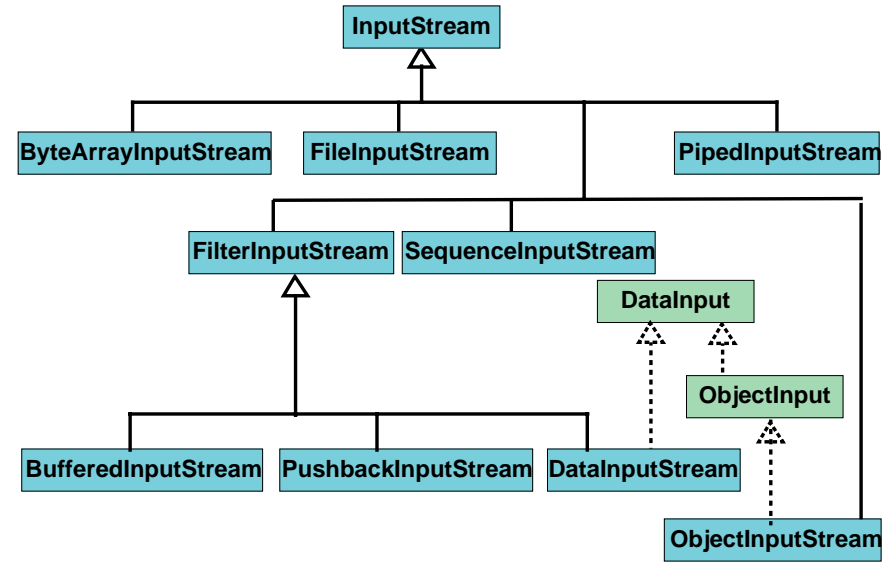 InputStream
ByteArrayInputStream
FileInputStream
PipedInputStream
FilterInputStream
SequenceInputStream
DataInput
ObjectInput
BufferedInputStream
PushbackInputStream
DataInputStream
ObjectInputStream